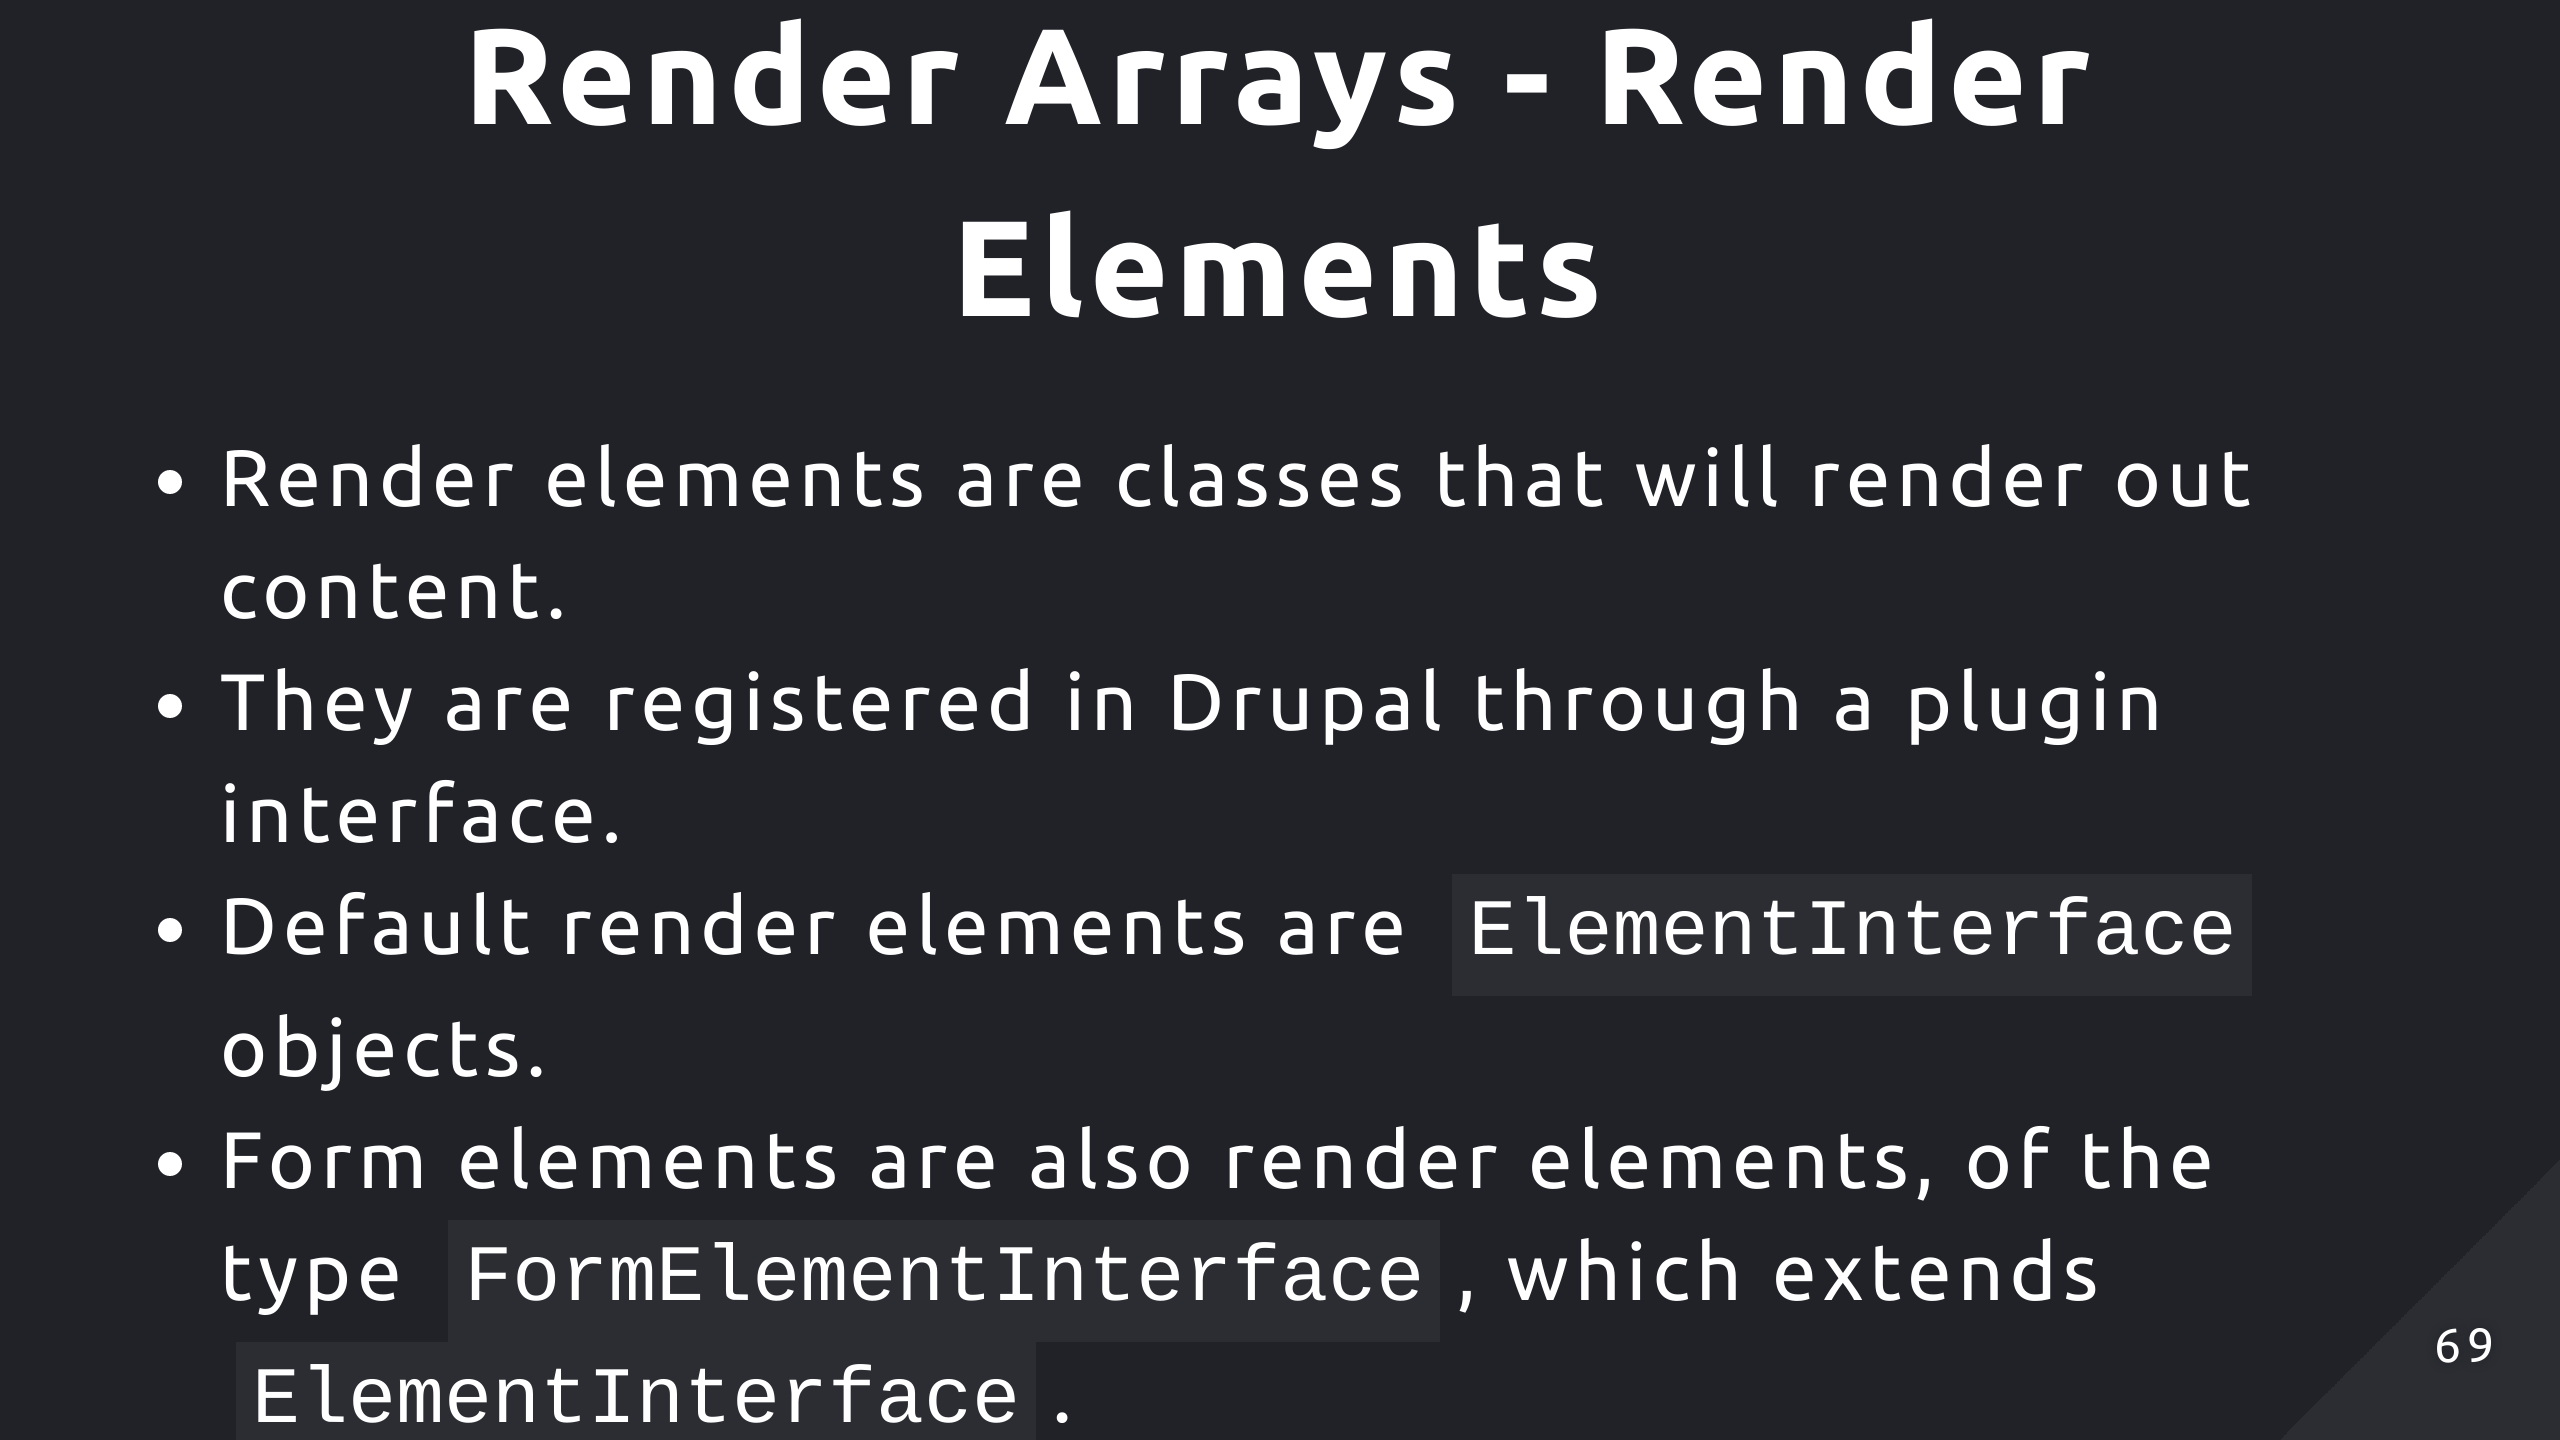 Render Arrays - Render
Elements
• Render elements are classes that will render out
content.
• They are registered in Drupal through a plugin
interface.
• Default render elements are ElementInterface
objects.
• Form elements are also render elements, of the
type FormElementInterface , which extends
ElementInterface .
69